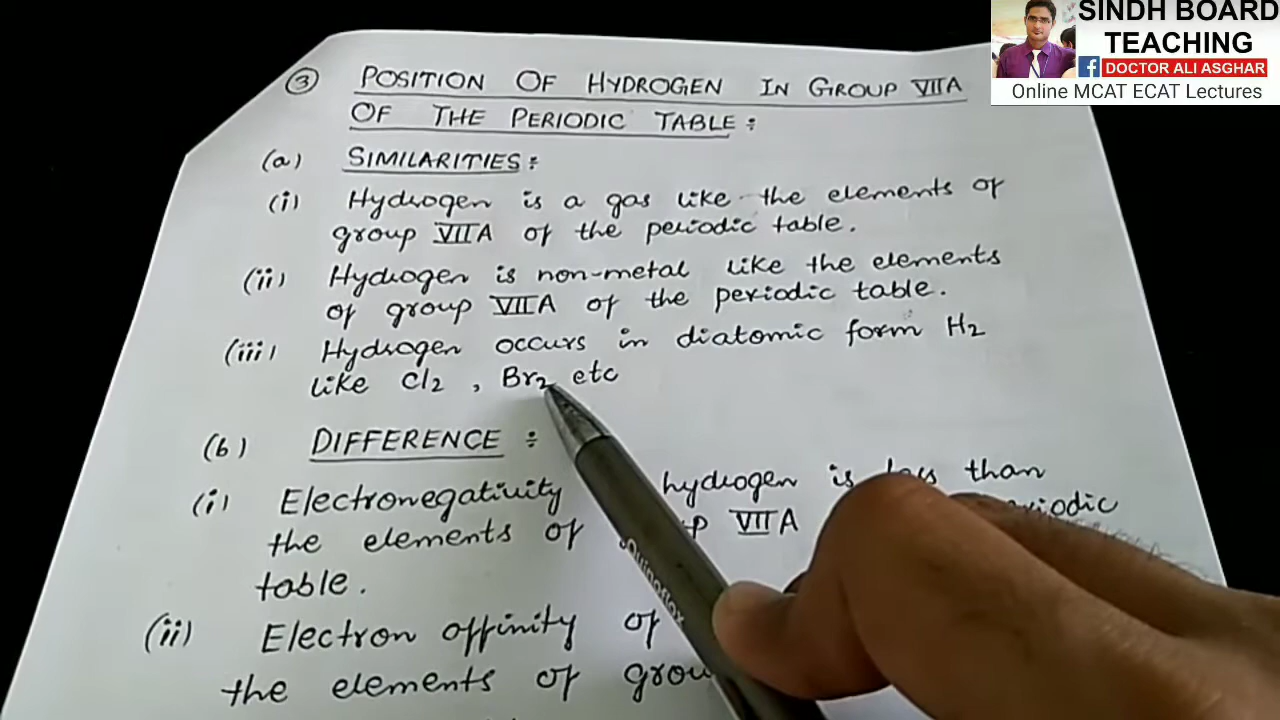 SINDH BOARD
TEACHING
f DOCTOR ALI ASGHAR
Online MCAT ECAT Lectures
③ POSITION OF HYDROGEN IN GROUP VIIA
OF THE PERIODIC TABLE:
(a) SIMILARITIES:
(i) Hydrogen is a gas like the elements of
group VIIA of the periodic table.
(ii) Hydrogen is non-metal like the elements
of group VIIA of the periodic table.
(iii) Hydrogen occurs in diatomic form H2
like Cl2, Br2 etc
(b) DIFFERENCE:
(i) Electronegativity hydrogen is less than
the elements of VIIA periodic
table.
(ii) Electron affinity of
the elements of
Quinoflox